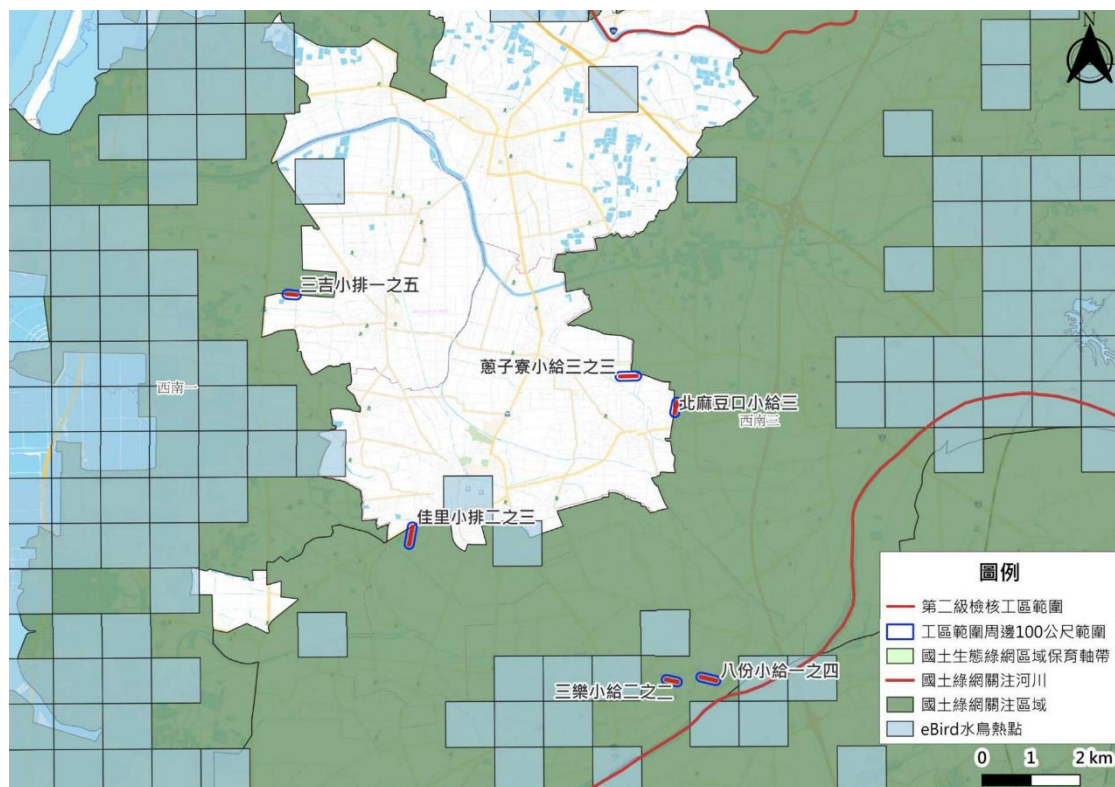 三吉小排一之五
蔥子寮小給三之三
北麻豆口小給三
西南一
西南三
佳里小排二之三
八份小給一之四
三樂小給二之二
圖例
第二級檢核工區範圍
工區範圍周邊100公尺範圍
國土生態綠網區域保育軸帶
國土綠網關注河川
國土綠網關注區域
eBird水鳥熱點
0 1 2 km